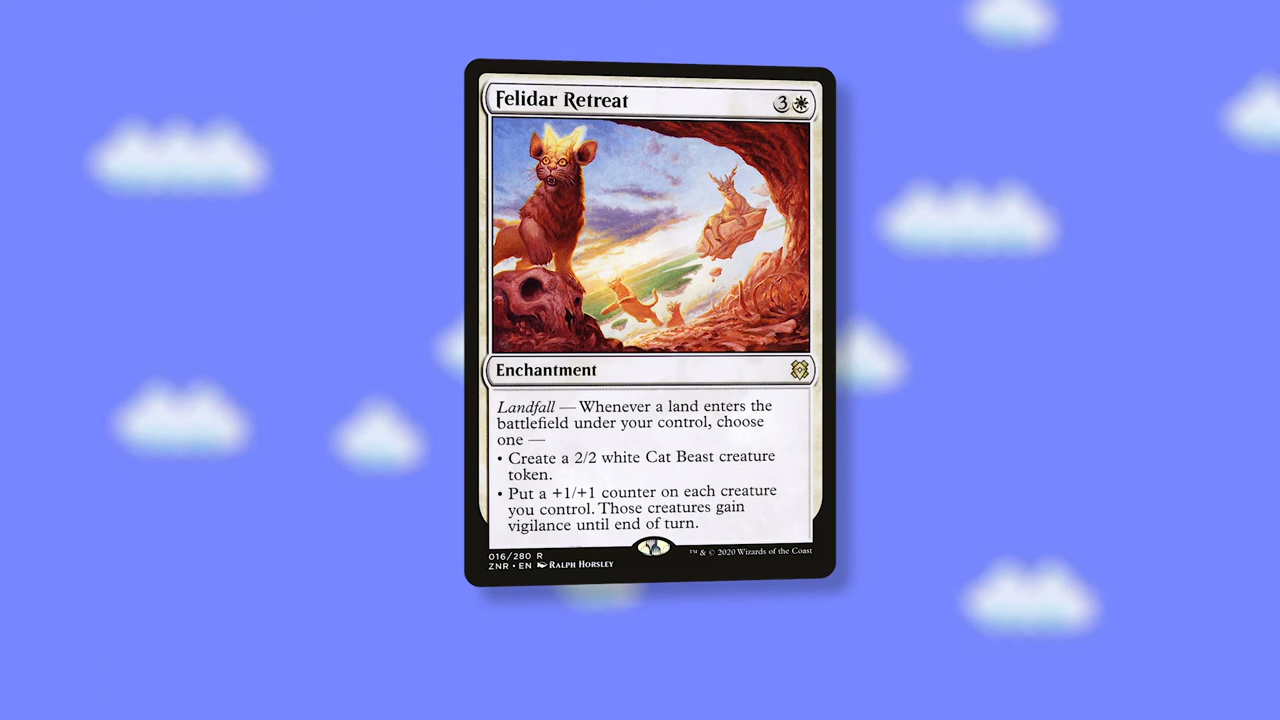 Felidar Retreat 3
Enchantment
Landfall — Whenever a land enters the
battlefield under your control, choose
one —
• Create a 2/2 white Cat Beast creature
token.
• Put a +1/+1 counter on each creature
you control. Those creatures gain
vigilance until end of turn.
016/280 R
ZNR • EN Ralph Horsley
™ & © 2020 Wizards of the Coast